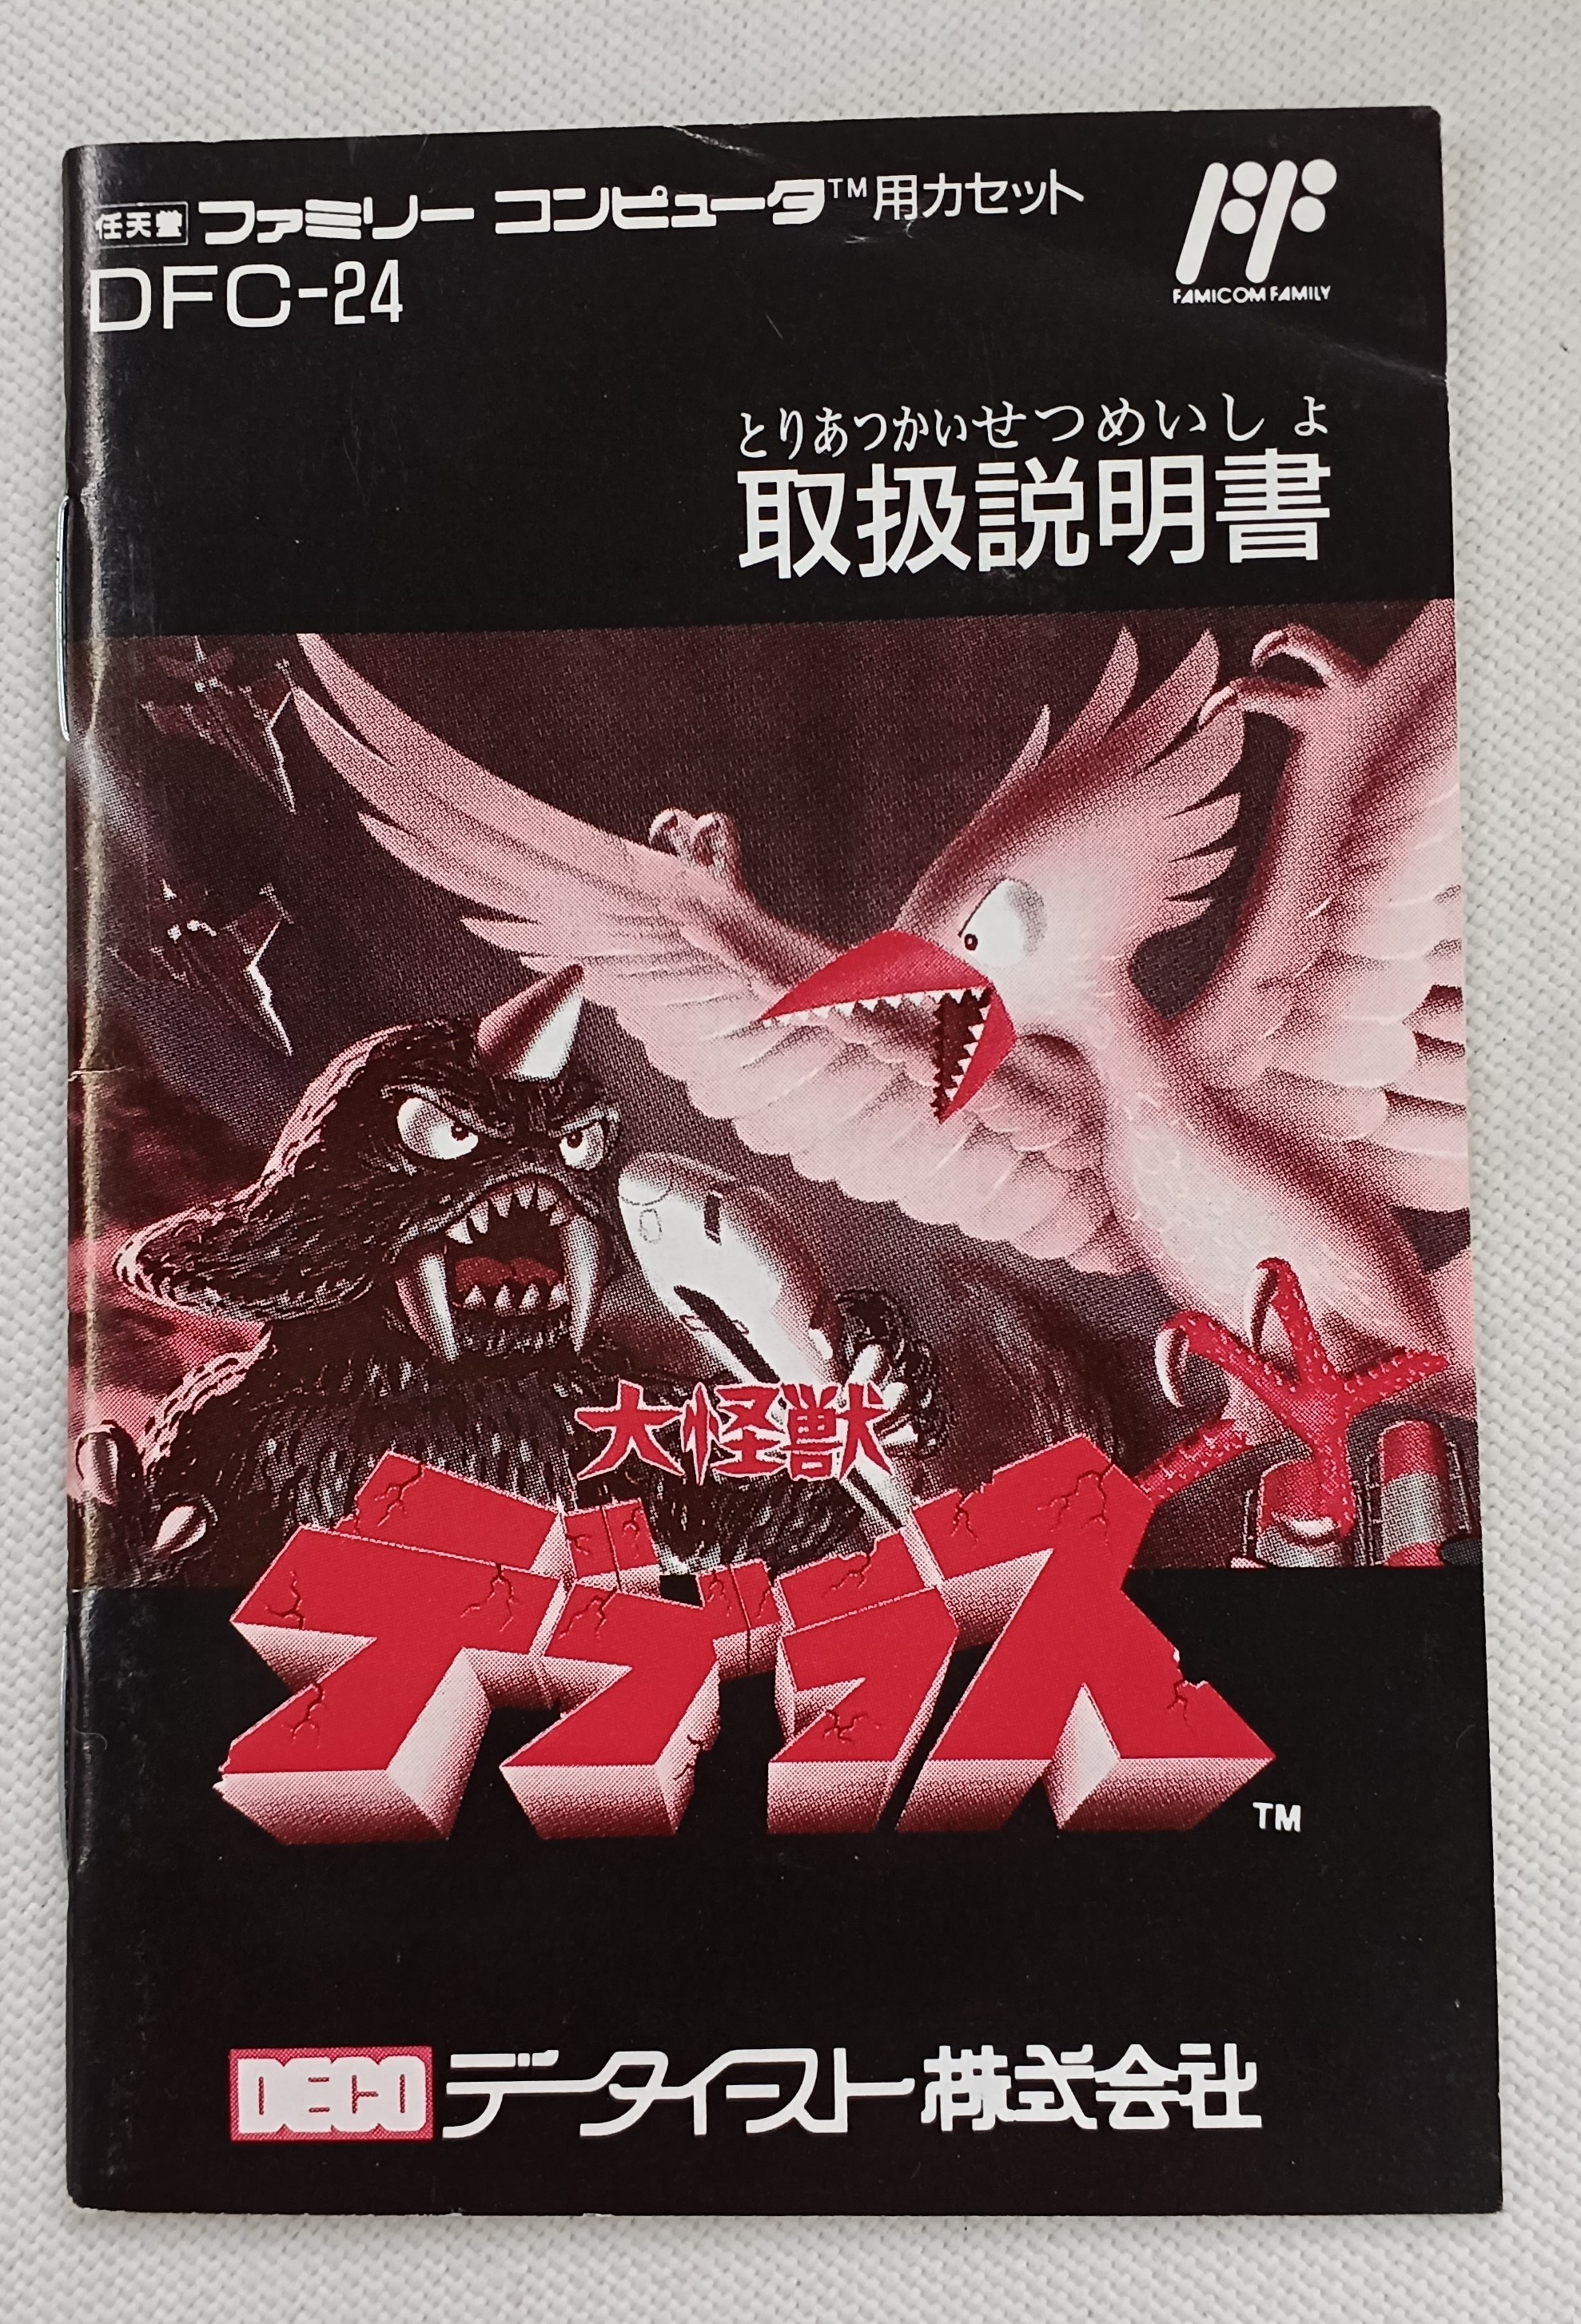 任天堂 ファミリー コンピュータ™用カセット
DFC-24
FAMICOM FAMILY
とりあつかいせつめいしょ
取扱説明書
大怪獣
デブラス
TM
DECO データイースト株式会社